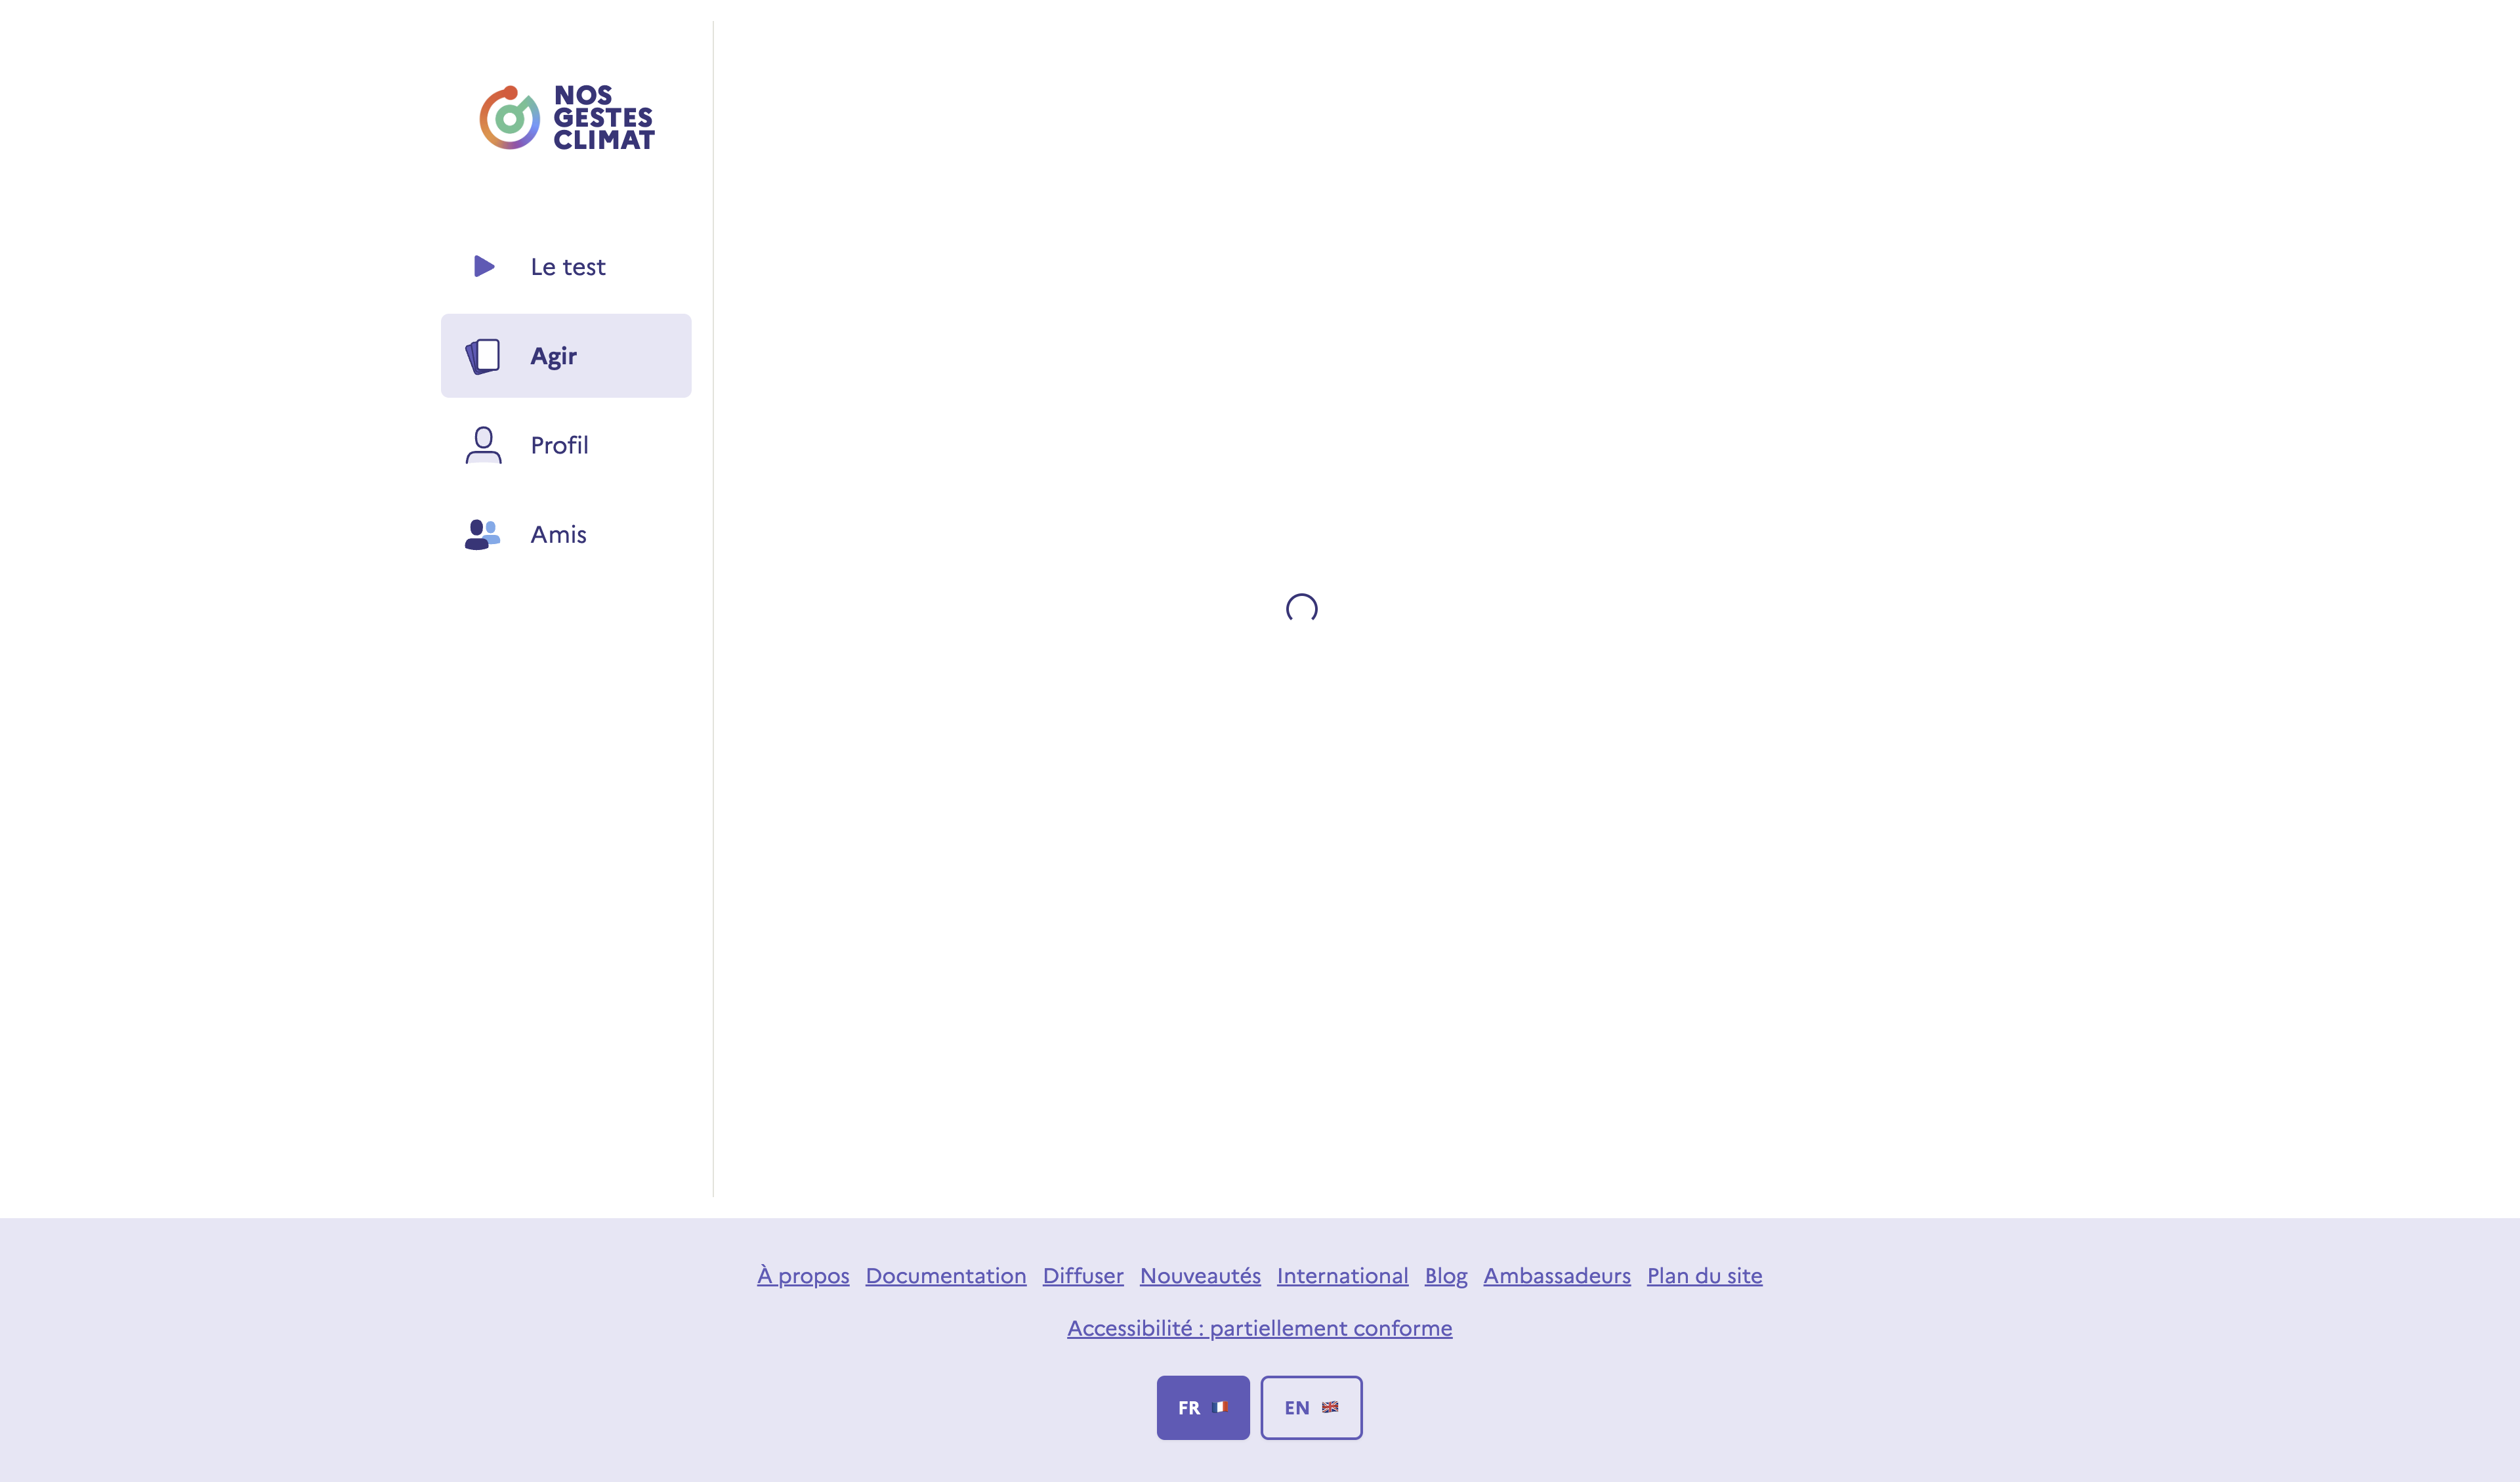 NOS
GESTES
CLIMAT
Le test
Agir
Profil
Amis
À propos Documentation Diffuser Nouveautés International Blog Ambassadeurs Plan du site
Accessibilité : partiellement conforme
FR EN